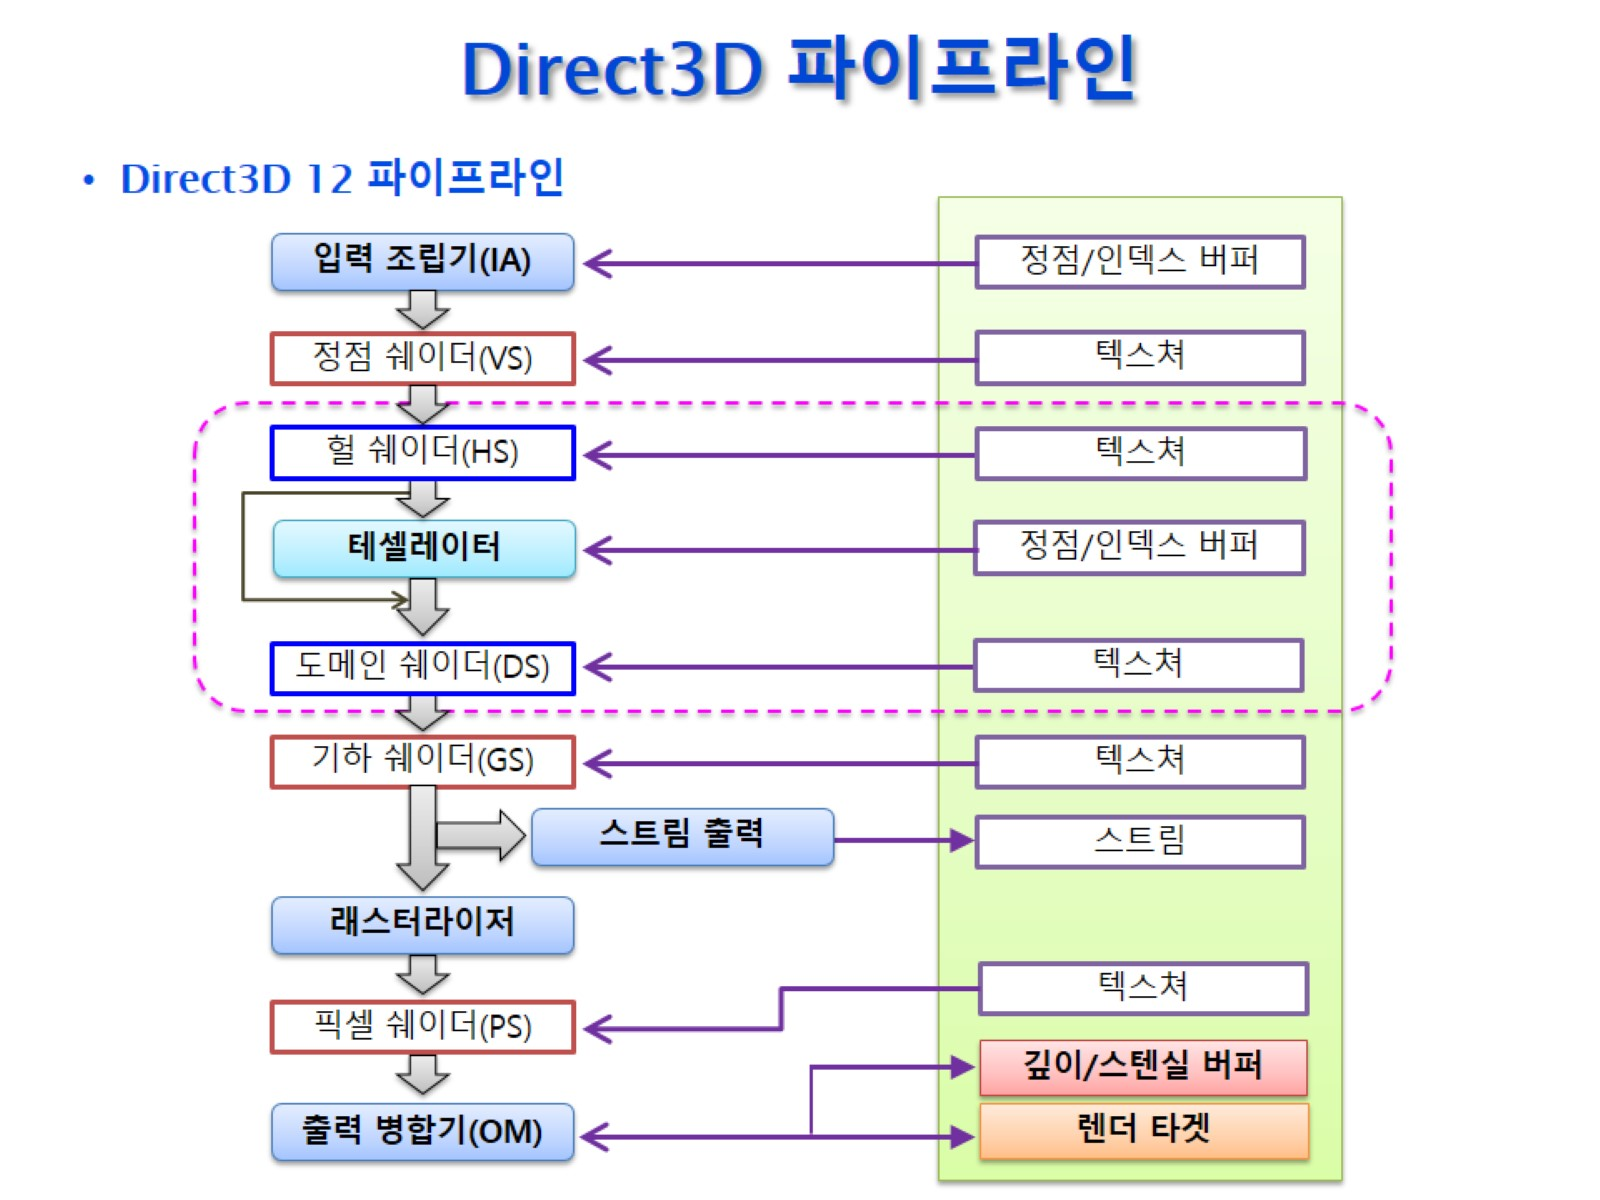 Direct3D 파이프라인
• Direct3D 12 파이프라인
입력 조립기(IA)
정점/인덱스 버퍼
정점 쉐이더(VS)
텍스쳐
헐 쉐이더(HS)
텍스쳐
테셀레이터
정점/인덱스 버퍼
도메인 쉐이더(DS)
텍스쳐
기하 쉐이더(GS)
텍스쳐
스트림 출력
스트림
래스터라이저
텍스쳐
픽셀 쉐이더(PS)
깊이/스텐실 버퍼
출력 병합기(OM)
렌더 타겟